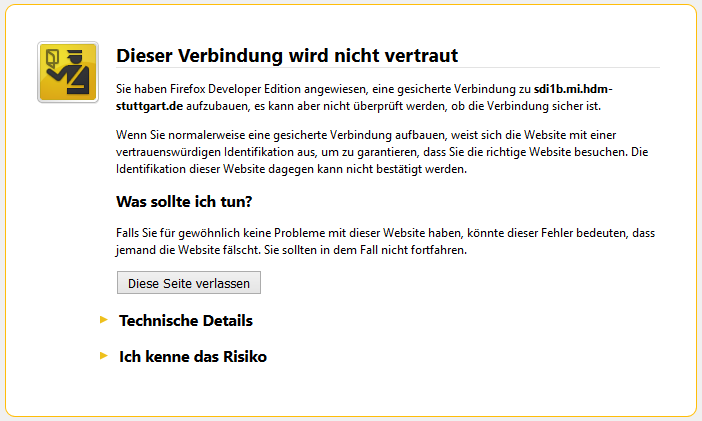 Dieser Verbindung wird nicht vertraut
Sie haben Firefox Developer Edition angewiesen, eine gesicherte Verbindung zu sdi1b.mi.hdm-
stuttgart.de aufzubauen, es kann aber nicht überprüft werden, ob die Verbindung sicher ist.
Wenn Sie normalerweise eine gesicherte Verbindung aufbauen, weist sich die Website mit einer
vertrauenswürdigen Identifikation aus, um zu garantieren, dass Sie die richtige Website besuchen. Die
Identifikation dieser Website dagegen kann nicht bestätigt werden.
Was sollte ich tun?
Falls Sie für gewöhnlich keine Probleme mit dieser Website haben, könnte dieser Fehler bedeuten, dass
jemand die Website fälscht. Sie sollten in dem Fall nicht fortfahren.
Diese Seite verlassen
Technische Details
Ich kenne das Risiko